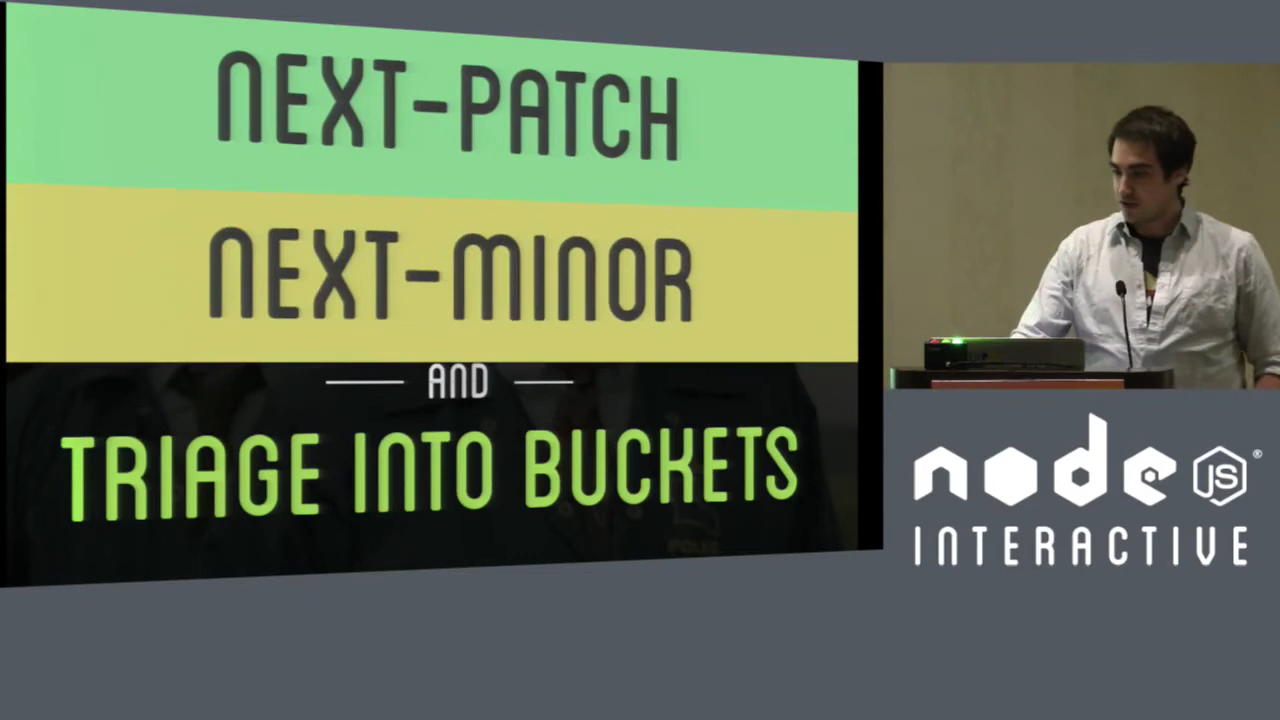 NEXT-PATCH
NEXT-MINOR
AND
TRIAGE INTO BUCKETS
node JS ®
INTERACTIVE